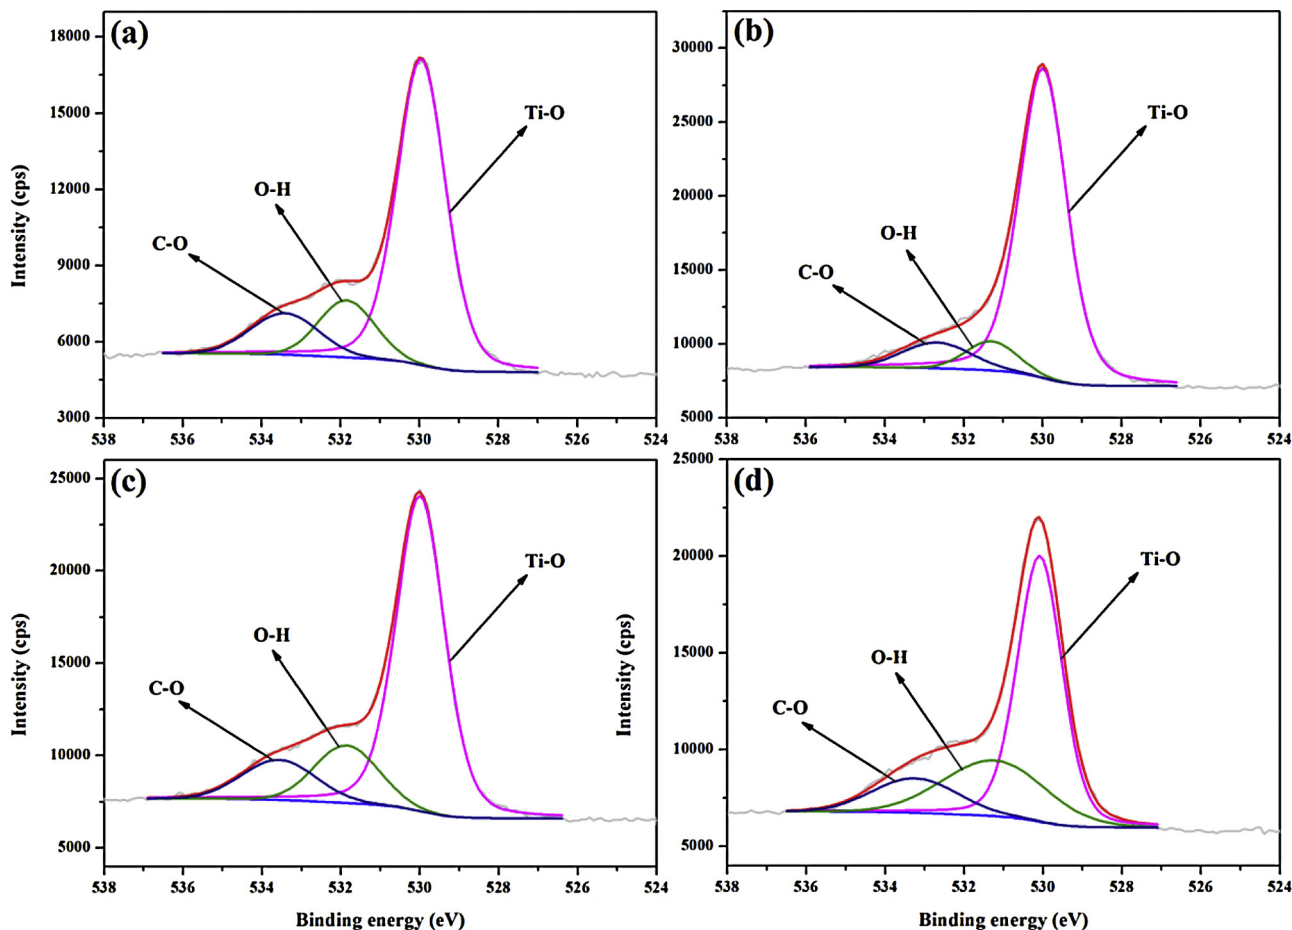 (a)
18000
15000
12000
9000
6000
3000
Intensity (cps)
Ti-O
O-H
C-O
538 536 534 532 530 528 526 524
(b)
30000
25000
20000
15000
10000
5000
Ti-O
O-H
C-O
538 536 534 532 530 528 526 524
(c)
25000
20000
15000
10000
5000
Intensity (cps)
Ti-O
O-H
C-O
538 536 534 532 530 528 526 524
Binding energy (eV)
(d)
25000
20000
15000
10000
5000
Intensity (cps)
Ti-O
O-H
C-O
538 536 534 532 530 528 526 524
Binding energy (eV)